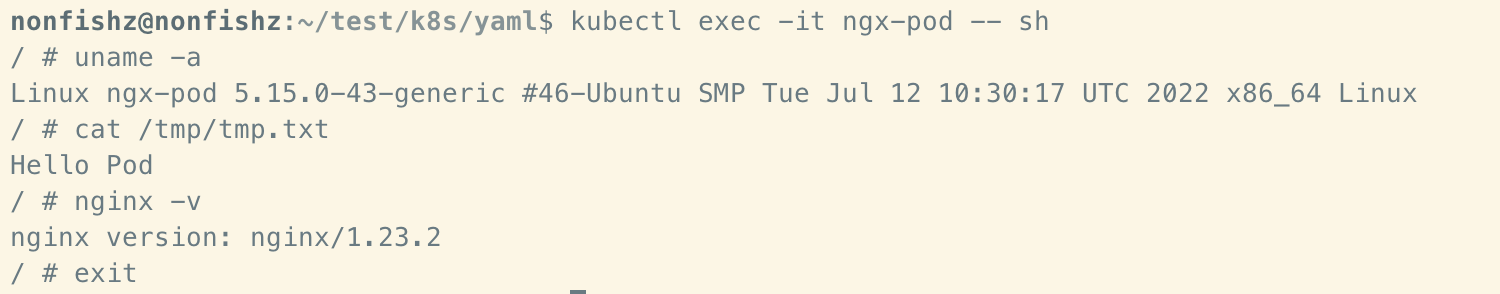 nonfishz@nonfishz:~/test/k8s/yaml$ kubectl exec -it ngx-pod -- sh
/ # uname -a
Linux ngx-pod 5.15.0-43-generic #46-Ubuntu SMP Tue Jul 12 10:30:17 UTC 2022 x86_64 Linux
/ # cat /tmp/tmp.txt
Hello Pod
/ # nginx -v
nginx version: nginx/1.23.2
/ # exit